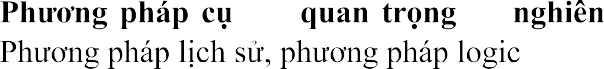 Phương pháp cụ quan trọng nghiên
Phương pháp lịch sử, phương pháp logic